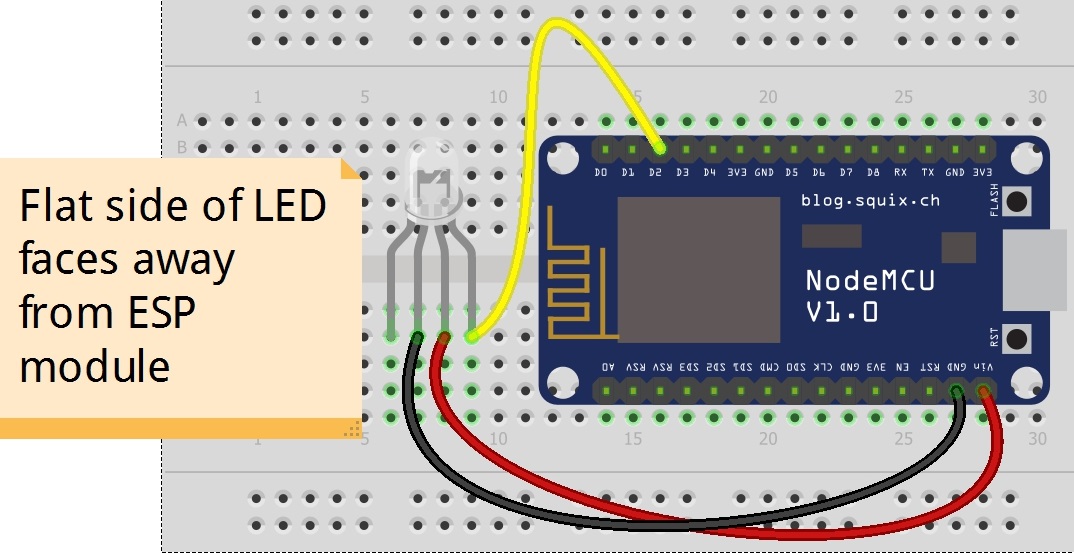 1 5 10 15 20 25 30
A
B
Flat side of LED
faces away
from ESP
module
D0 D1 D2 D3 D4 3V3 GND D5 D6 D7 D8 RX TX GND 3V3
blog.squix.ch
FLASH
NodeMCU
V1.0
RST
A0 RSV RSV SD3 SD2 SD1 CMD SD0 CLK GND 3V3 EN RST GND Vin
1 5 10 15 20 25 30